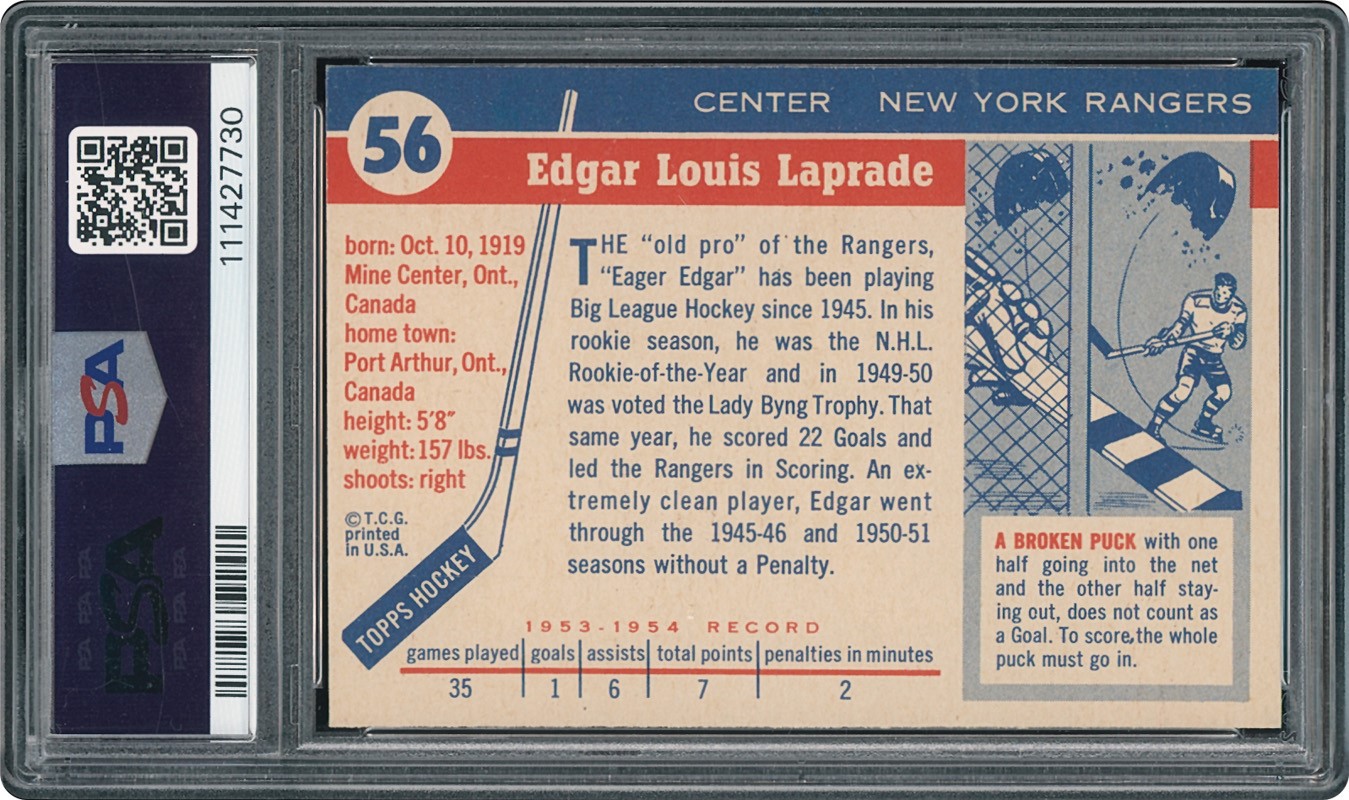 CENTER NEW YORK RANGERS
56
Edgar Louis Laprade
born: Oct. 10, 1919
Mine Center, Ont.,
Canada
home town:
Port Arthur, Ont.,
Canada
height: 5'8"
weight: 157 lbs.
shoots: right
© T.C.G.
printed
in U.S.A.
TOPPS HOCKEY
THE "old pro" of the Rangers,
"Eager Edgar" has been playing
Big League Hockey since 1945. In his
rookie season, he was the N.H.L.
Rookie-of-the-Year and in 1949-50
was voted the Lady Byng Trophy. That
same year, he scored 22 Goals and
led the Rangers in Scoring. An ex-
tremely clean player, Edgar went
through the 1945-46 and 1950-51
seasons without a Penalty.
A BROKEN PUCK with one
half going into the net
and the other half stay-
ing out, does not count as
a Goal. To score, the whole
puck must go in.
1953-1954 RECORD
games played goals assists total points penalties in minutes
35 1 6 7 2
111427730
PSA
PSA
PSA PSA PSA
PSA PSA PSA